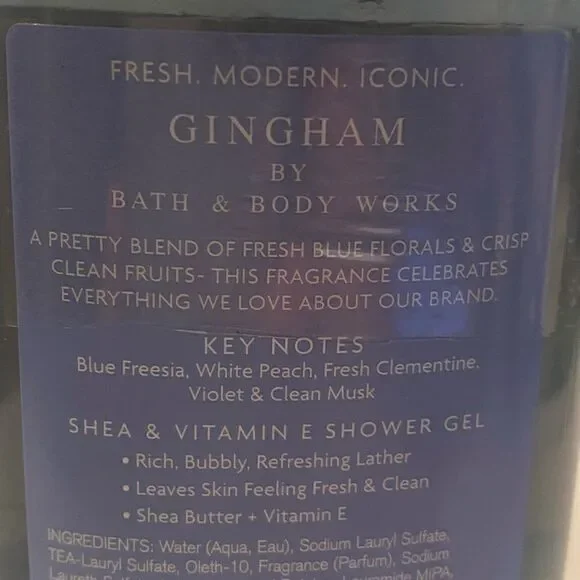 FRESH. MODERN. ICONIC.
GINGHAM
BY
BATH & BODY WORKS
A PRETTY BLEND OF FRESH BLUE FLORALS & CRISP
CLEAN FRUITS- THIS FRAGRANCE CELEBRATES
EVERYTHING WE LOVE ABOUT OUR BRAND.
KEY NOTES
Blue Freesia, White Peach, Fresh Clementine,
Violet & Clean Musk
SHEA & VITAMIN E SHOWER GEL
• Rich, Bubbly, Refreshing Lather
• Leaves Skin Feeling Fresh & Clean
• Shea Butter + Vitamin E
INGREDIENTS: Water (Aqua, Eau), Sodium Lauryl Sulfate,
TEA-Lauryl Sulfate, Oleth-10, Fragrance (Parfum), Sodium
Laureth MIPA,